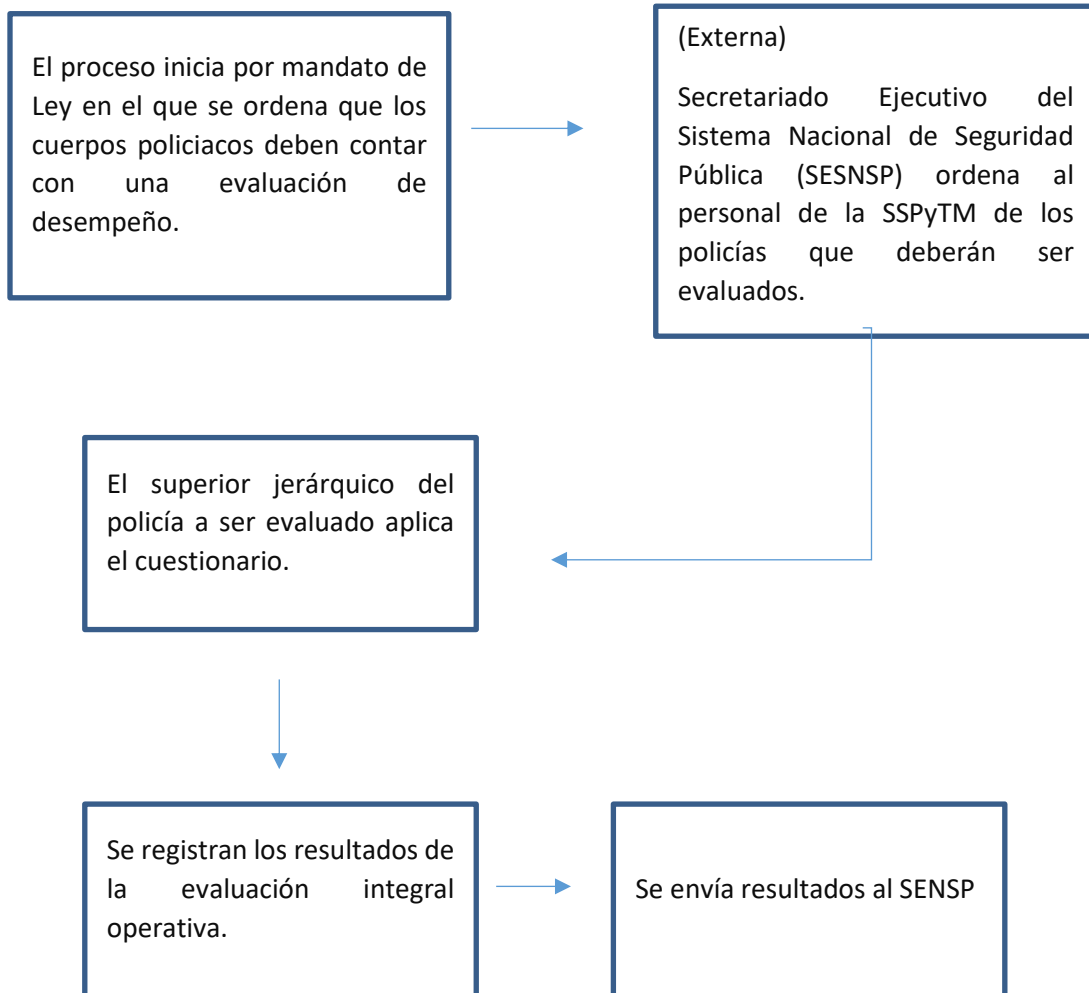 El proceso inicia por mandato de
Ley en el que se ordena que los
cuerpos policiacos deben contar
con una evaluación de
desempeño.
(Externa)
Secretariado Ejecutivo del
Sistema Nacional de Seguridad
Pública (SESNSP) ordena al
personal de la SSPyTM de los
policías que deberán ser
evaluados.
El superior jerárquico del
policía a ser evaluado aplica
el cuestionario.
Se registran los resultados de
la evaluación integral
operativa.
Se envía resultados al SENSP